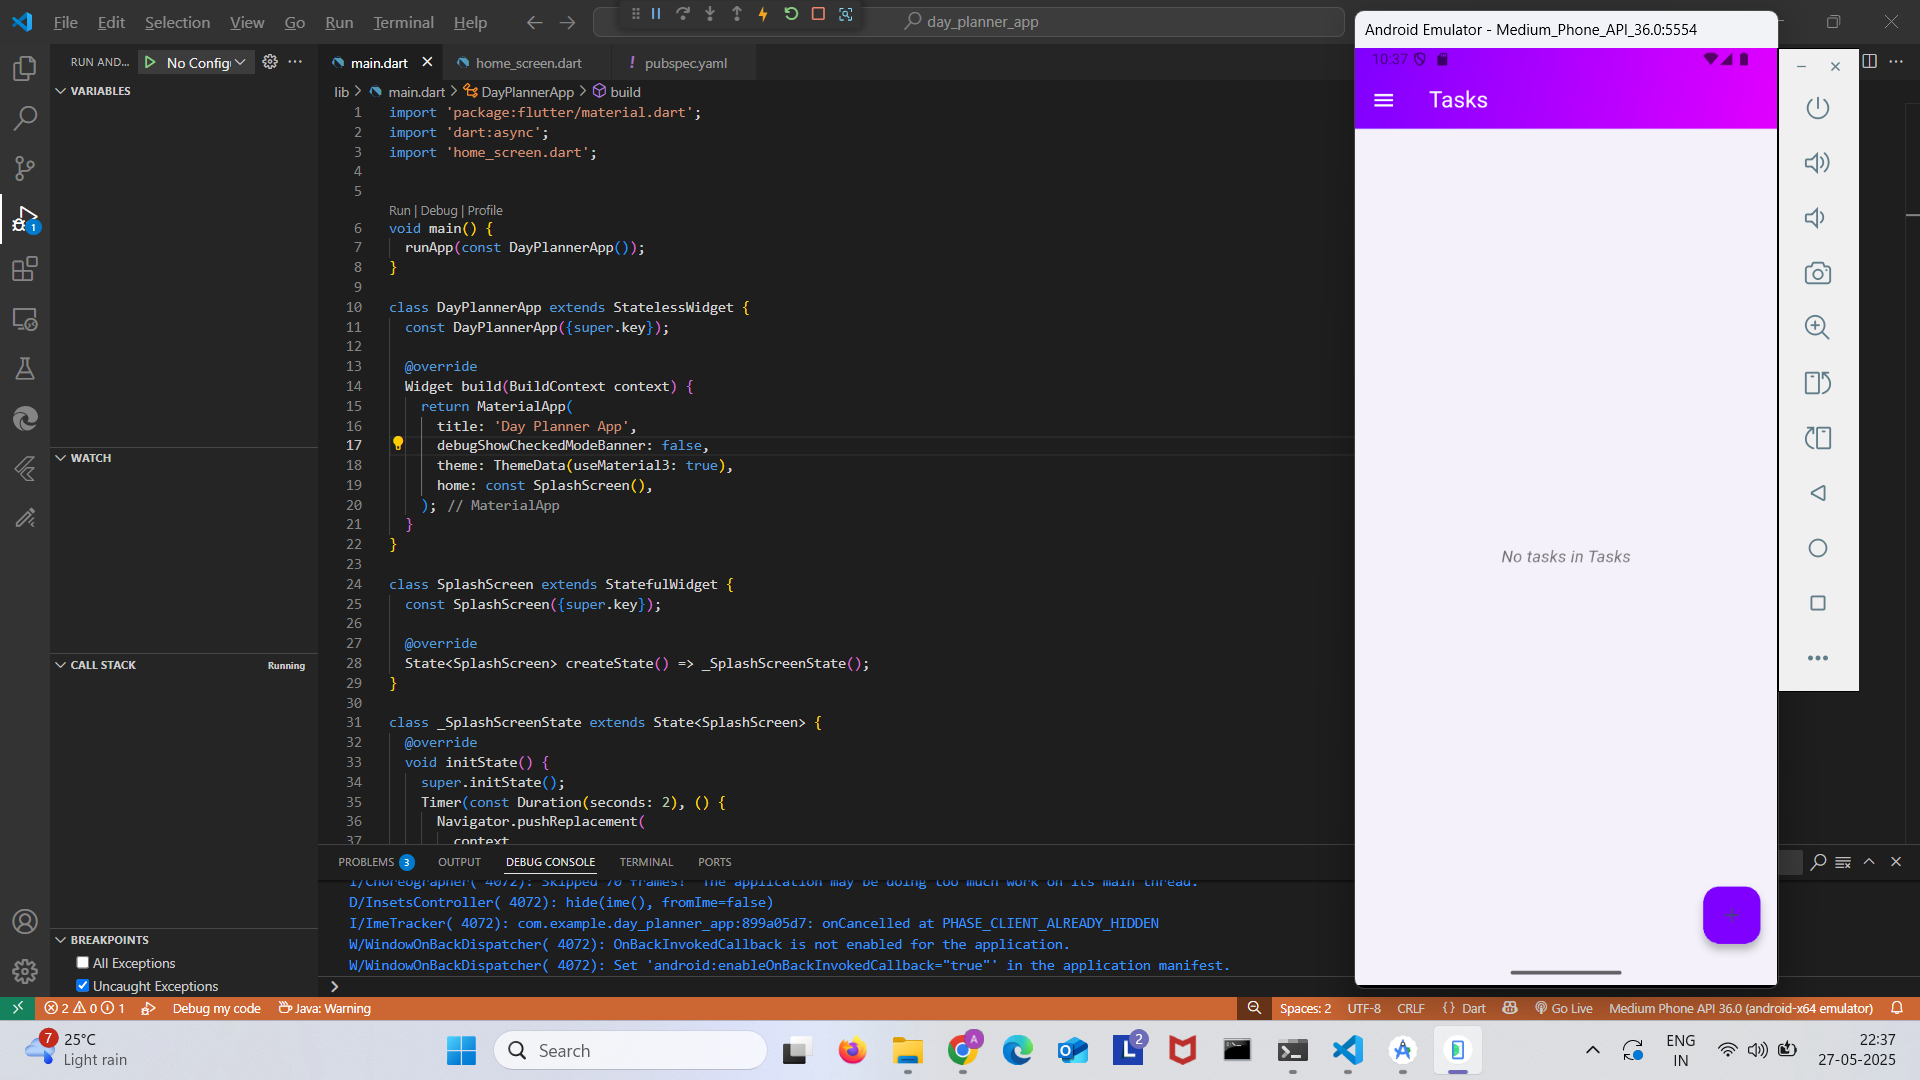 File Edit Selection View Go Run Terminal Help
day_planner_app
RUN AND...
No Config
VARIABLES
WATCH
CALL STACK
Running
BREAKPOINTS
All Exceptions
Uncaught Exceptions
main.dart
home_screen.dart
! pubspec.yaml
lib > main.dart > DayPlannerApp > build
1 import 'package:flutter/material.dart';
2 import 'dart:async';
3 import 'home_screen.dart';
4
5
Run | Debug | Profile
6 void main() {
7 runApp(const DayPlannerApp());
8 }
9
10 class DayPlannerApp extends StatelessWidget {
11 const DayPlannerApp({super.key});
12
13 @override
14 Widget build(BuildContext context) {
15 return MaterialApp(
16 title: 'Day Planner App',
17 debugShowCheckedModeBanner: false,
18 theme: ThemeData(useMaterial3: true),
19 home: const SplashScreen(),
20 ); // MaterialApp
21 }
22 }
23
24 class SplashScreen extends StatefulWidget {
25 const SplashScreen({super.key});
26
27 @override
28 State<SplashScreen> createState() => _SplashScreenState();
29 }
30
31 class _SplashScreenState extends State<SplashScreen> {
32 @override
33 void initState() {
34 super.initState();
35 Timer(const Duration(seconds: 2), () {
36 Navigator.pushReplacement(
37 context
PROBLEMS 3 OUTPUT DEBUG CONSOLE TERMINAL PORTS
I/Choreographer( 4072): Skipped 70 frames! The application may be doing too much work on its main thread.
D/InsetsController( 4072): hide(ime(), fromIme=false)
I/ImeTracker( 4072): com.example.day_planner_app:899a05d7: onCancelled at PHASE_CLIENT_ALREADY_HIDDEN
W/WindowOnBackDispatcher( 4072): OnBackInvokedCallback is not enabled for the application.
W/WindowOnBackDispatcher( 4072): Set 'android:enableOnBackInvokedCallback="true"' in the application manifest.
Android Emulator - Medium_Phone_API_36.0:5554
10:37
Tasks
No tasks in Tasks
1
2 0 1 Debug my code Java: Warning
Spaces: 2 UTF-8 CRLF {} Dart Go Live Medium Phone API 36.0 (android-x64 emulator)
7
25°C
Light rain
Search
A
2
ENG
IN
22:37
27-05-2025